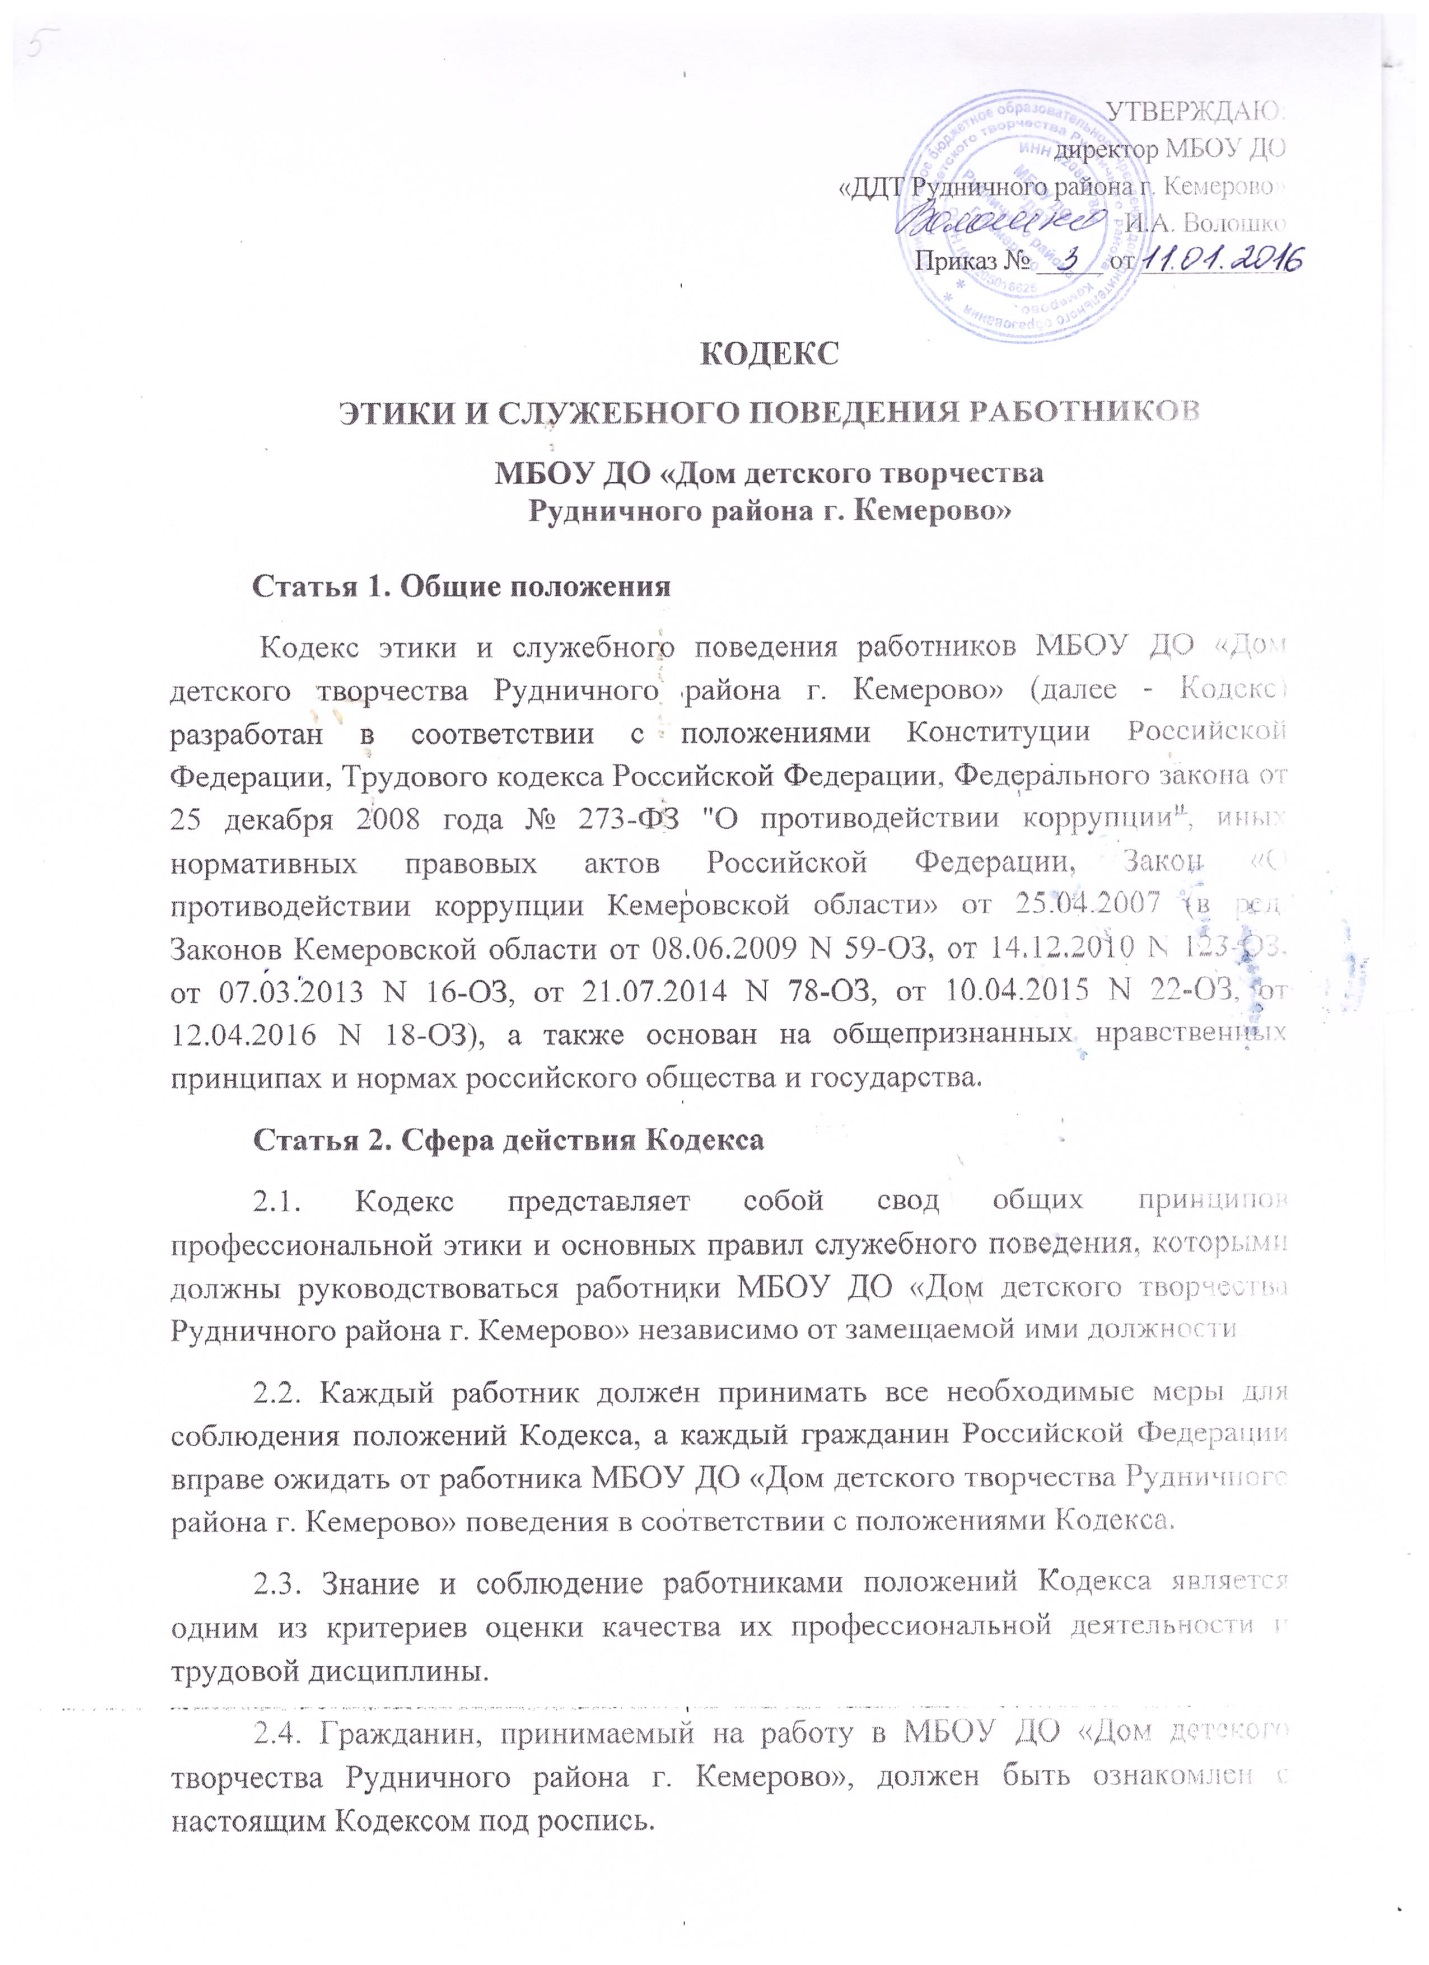 5
УТВЕРЖДАЮ:
директор МБОУ ДО
«ДДТ Рудничного района г. Кемерово»
Волошко И.А. Волошко
Приказ № 3 от 11.01.2016
КОДЕКС
ЭТИКИ И СЛУЖЕБНОГО ПОВЕДЕНИЯ РАБОТНИКОВ
МБОУ ДО «Дом детского творчества
Рудничного района г. Кемерово»
Статья 1. Общие положения
Кодекс этики и служебного поведения работников МБОУ ДО «Дом
детского творчества Рудничного района г. Кемерово» (далее - Кодекс)
разработан в соответствии с положениями Конституции Российской
Федерации, Трудового кодекса Российской Федерации, Федерального закона от
25 декабря 2008 года № 273-ФЗ "О противодействии коррупции", иных
нормативных правовых актов Российской Федерации, Закон «О
противодействии коррупции Кемеровской области» от 25.04.2007 (в ред.
Законов Кемеровской области от 08.06.2009 N 59-ОЗ, от 14.12.2010 N 123-ОЗ,
от 07.03.2013 N 16-ОЗ, от 21.07.2014 N 78-ОЗ, от 10.04.2015 N 22-ОЗ, от
12.04.2016 N 18-ОЗ), а также основан на общепризнанных нравственных
принципах и нормах российского общества и государства.
Статья 2. Сфера действия Кодекса
2.1. Кодекс представляет собой свод общих принципов
профессиональной этики и основных правил служебного поведения, которыми
должны руководствоваться работники МБОУ ДО «Дом детского творчества
Рудничного района г. Кемерово» независимо от замещаемой ими должности
2.2. Каждый работник должен принимать все необходимые меры для
соблюдения положений Кодекса, а каждый гражданин Российской Федерации
вправе ожидать от работника МБОУ ДО «Дом детского творчества Рудничного
района г. Кемерово» поведения в соответствии с положениями Кодекса.
2.3. Знание и соблюдение работниками положений Кодекса является
одним из критериев оценки качества их профессиональной деятельности и
трудовой дисциплины.
2.4. Гражданин, принимаемый на работу в МБОУ ДО «Дом детского
творчества Рудничного района г. Кемерово», должен быть ознакомлен с
настоящим Кодексом под роспись.